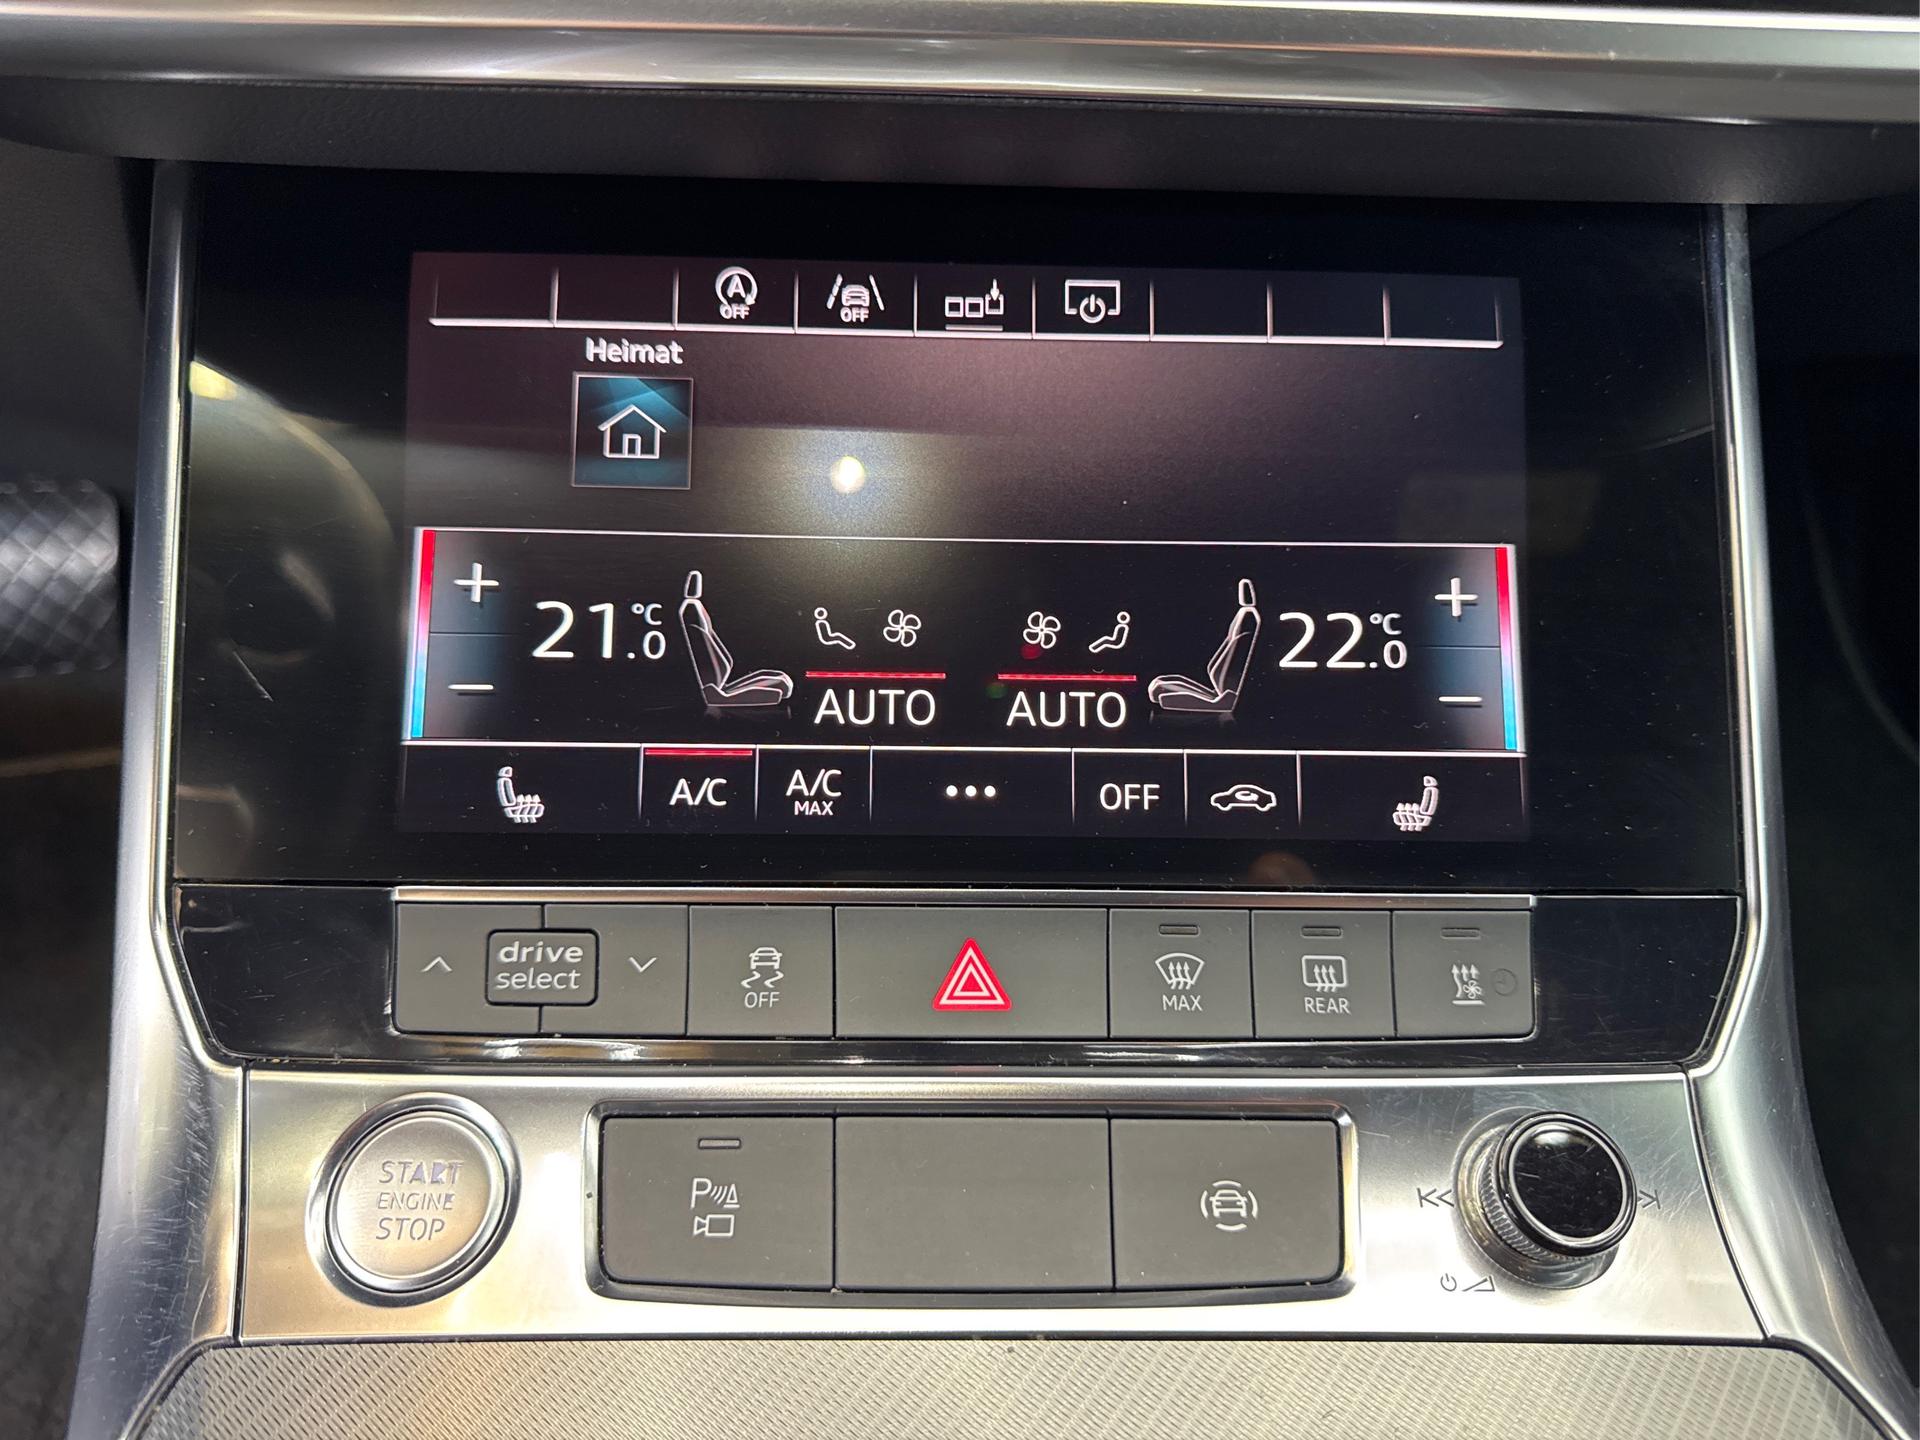 A
OFF
OFF
Heimat
21.0 °C
22.0 °C
AUTO
AUTO
A/C
A/C
MAX
OFF
drive
select
OFF
MAX
REAR
START
ENGINE
STOP
P